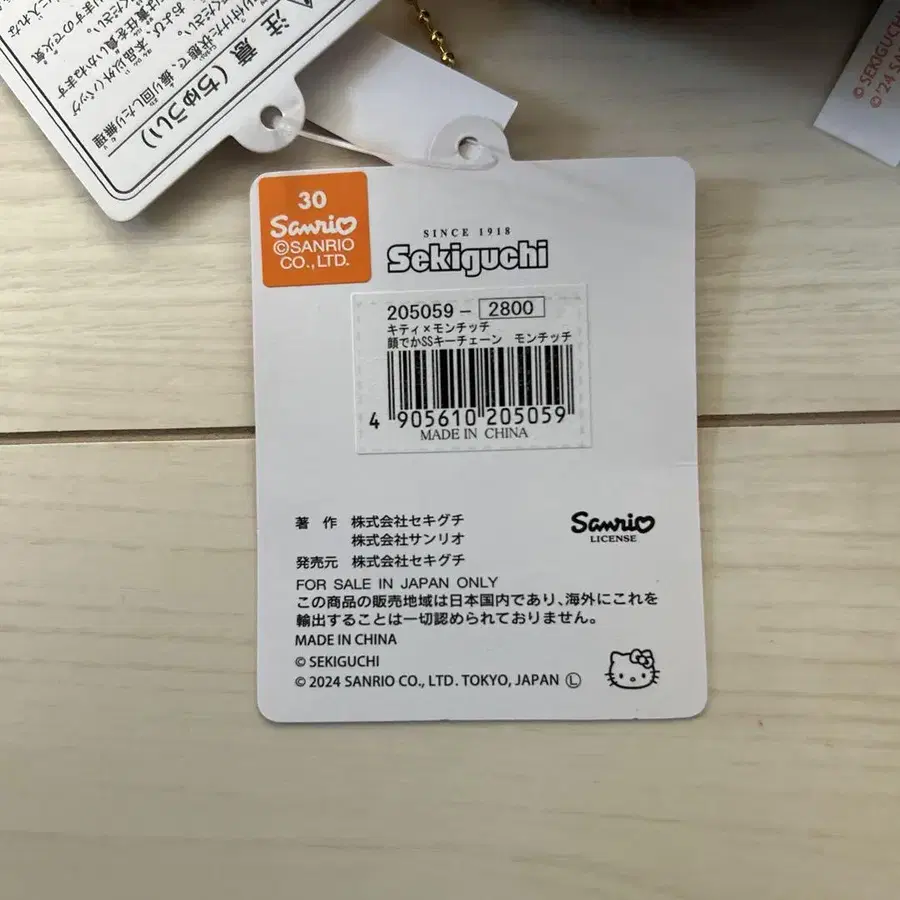 注意(ちゅうい)
© SEKIGUCHI
©'24 SA
30
Sanrio
©SANRIO
CO., LTD.
SINCE 1918
Sekiguchi
205059 - 2800
キティ×モンチッチ
顔でかSSキーチェーン モンチッチ
4 905610 205059
MADE IN CHINA
著 作 株式会社セキグチ
株式会社サンリオ
発売元 株式会社セキグチ
Sanrio
LICENSE
FOR SALE IN JAPAN ONLY
この商品の販売地域は日本国内であり、海外にこれを
輸出することは一切認められておりません。
MADE IN CHINA
© SEKIGUCHI
© 2024 SANRIO CO., LTD. TOKYO, JAPAN Ⓛ